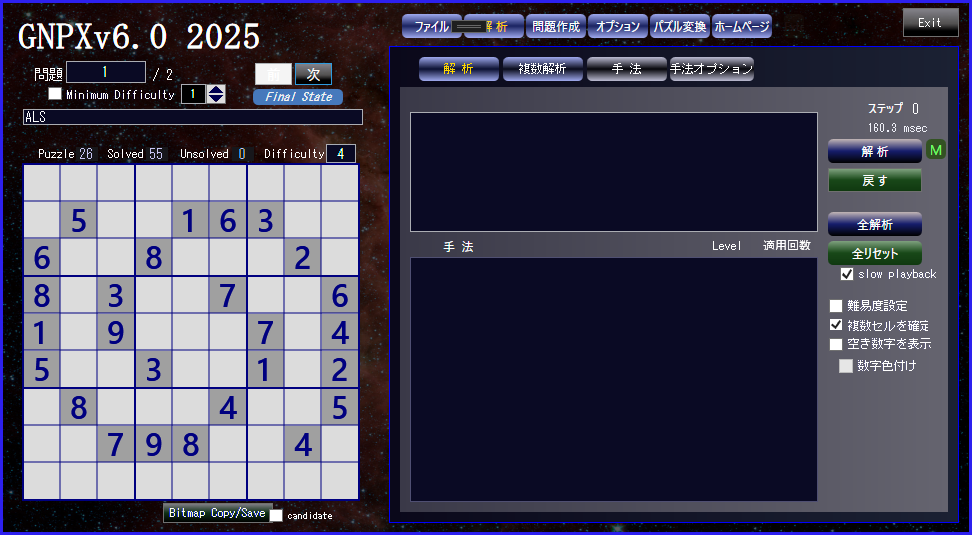 GNPXv6.0 2025
ファイル 解析 問題作成 オプション パズル変換 ホームページ Exit
問題 1 / 2 前 次
Minimum Difficulty 1 Final State
ALS
Puzzle 26 Solved 55 Unsolved 0 Difficulty 4
5 1 6 3
6 8 2
8 3 7 6
1 9 7 4
5 3 1 2
8 4 5
7 9 8 4
Bitmap Copy/Save candidate
解析 複数解析 手法 手法オプション
ステップ 0
160.3 msec
解析 M
戻す
全解析
全リセット
slow playback
手法 Level 適用回数
難易度設定
複数セルを確定
空き数字を表示
数字色付け